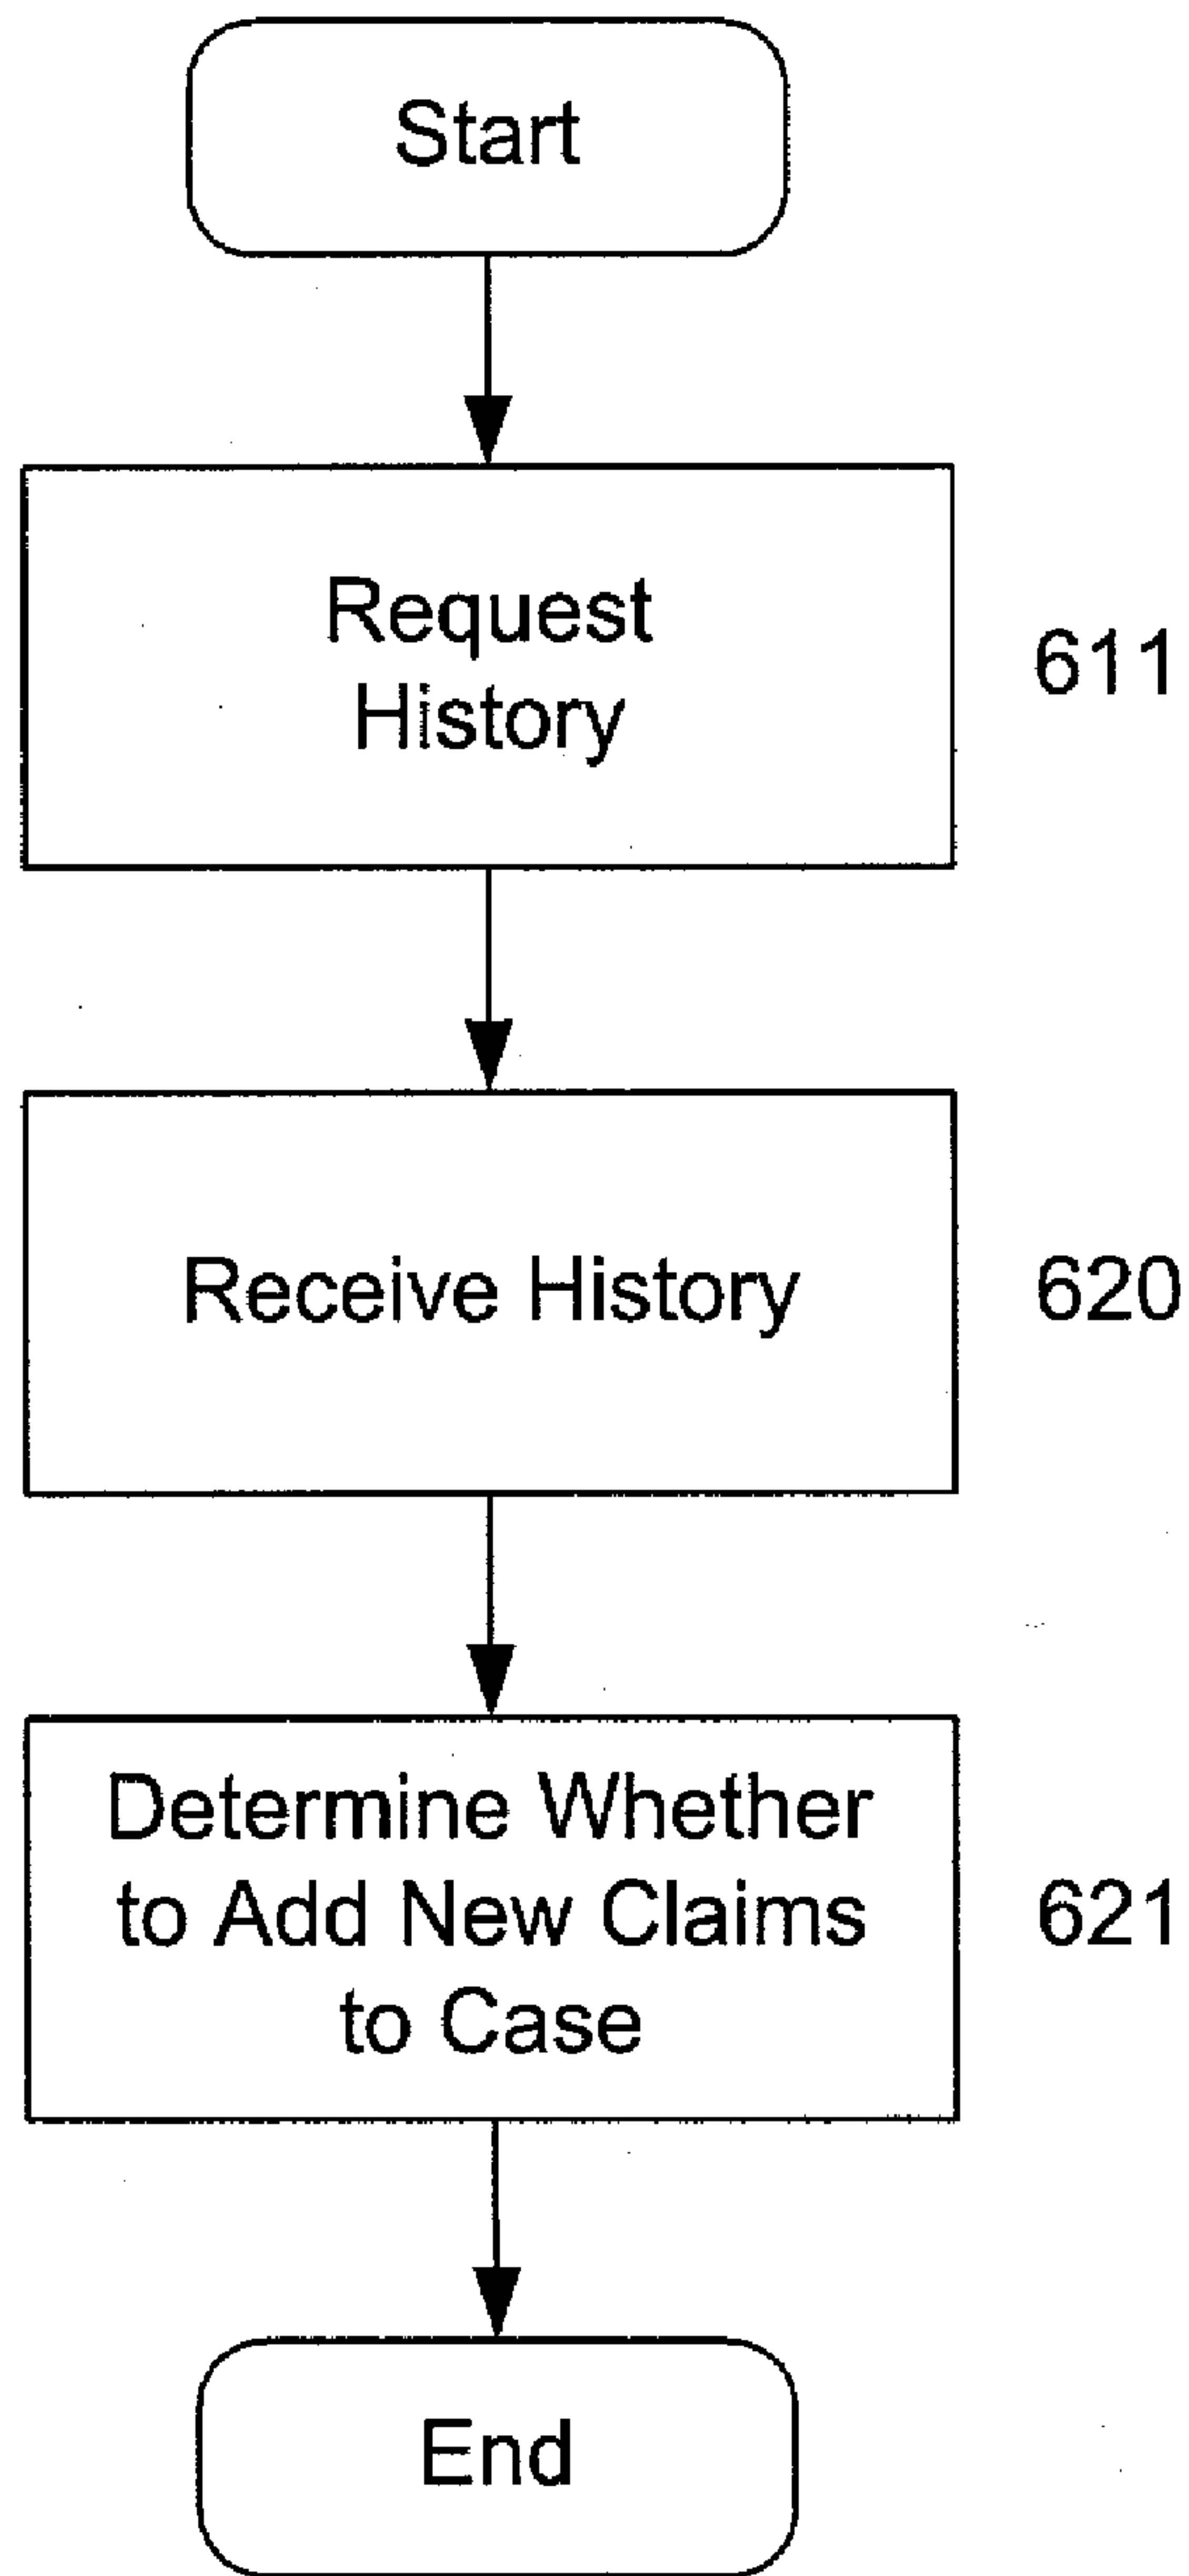 Start
Request
History
611
Receive History
620
Determine Whether
to Add New Claims
to Case
621
End